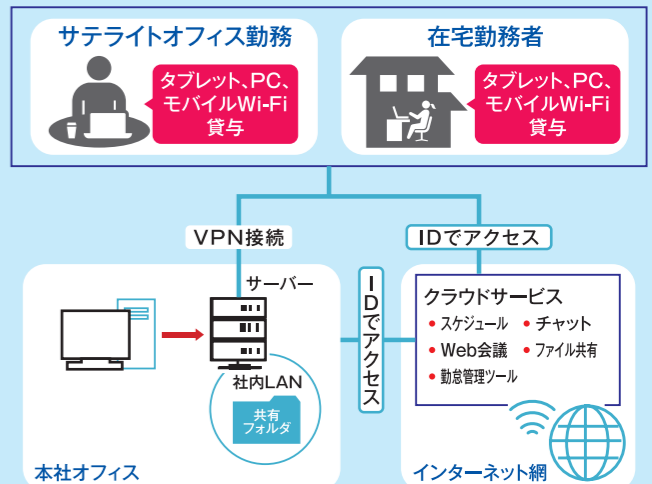 サテライトオフィス勤務
タブレット、PC、
モバイルWi-Fi
貸与
在宅勤務者
タブレット、PC、
モバイルWi-Fi
貸与
VPN接続
IDでアクセス
サーバー
社内LAN
共有
フォルダ
本社オフィス
IDでアクセス
クラウドサービス
• スケジュール • チャット
• Web会議 • ファイル共有
• 勤怠管理ツール
インターネット網